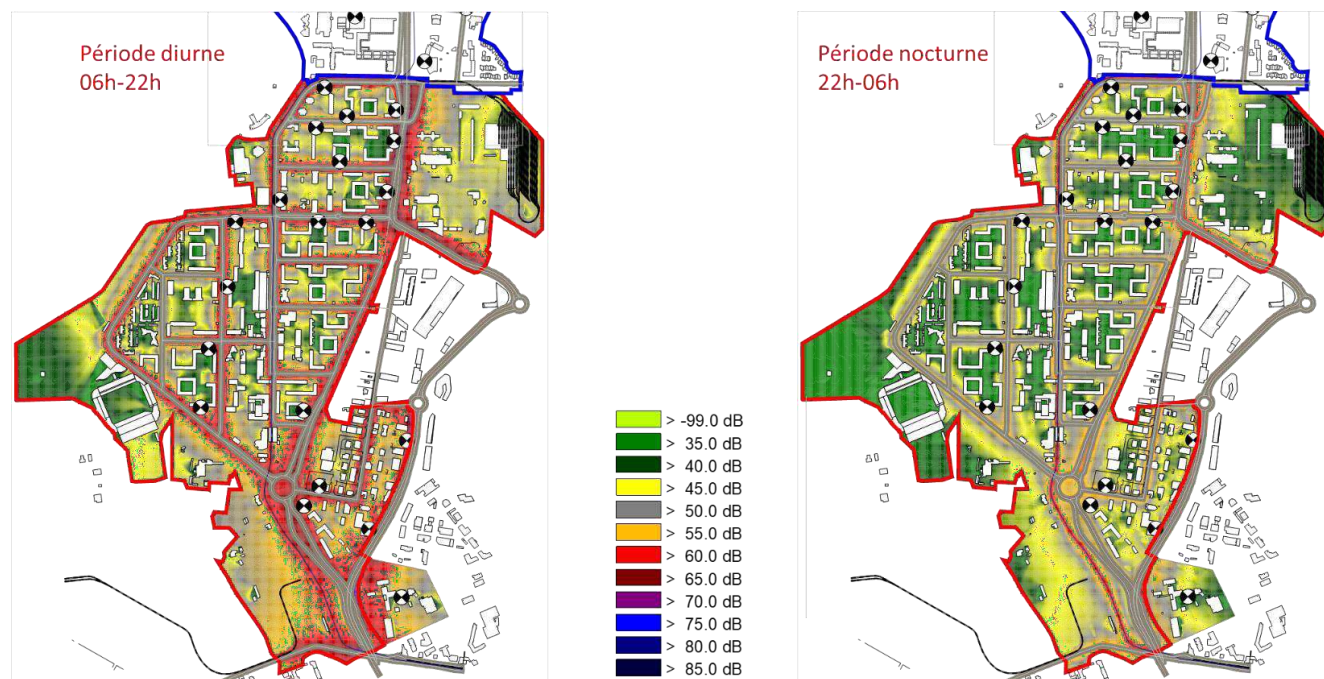 Période diurne
06h-22h
Période nocturne
22h-06h
> -99.0 dB
> 35.0 dB
> 40.0 dB
> 45.0 dB
> 50.0 dB
> 55.0 dB
> 60.0 dB
> 65.0 dB
> 70.0 dB
> 75.0 dB
> 80.0 dB
> 85.0 dB